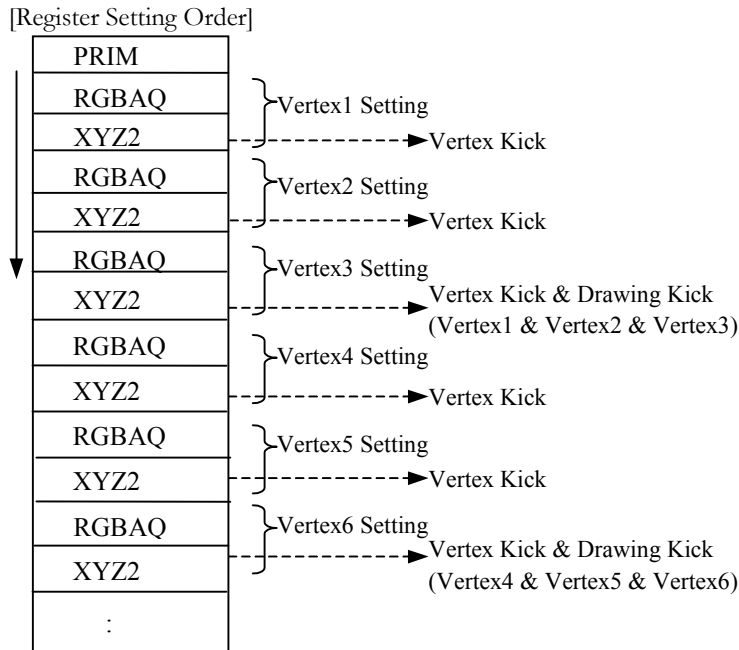 [Register Setting Order]
PRIM
RGBAQ
Vertex1 Setting
XYZ2
Vertex Kick
RGBAQ
Vertex2 Setting
XYZ2
Vertex Kick
RGBAQ
Vertex3 Setting
XYZ2
Vertex Kick & Drawing Kick
(Vertex1 & Vertex2 & Vertex3)
RGBAQ
Vertex4 Setting
XYZ2
Vertex Kick
RGBAQ
Vertex5 Setting
XYZ2
Vertex Kick
RGBAQ
Vertex6 Setting
XYZ2
Vertex Kick & Drawing Kick
(Vertex4 & Vertex5 & Vertex6)
: